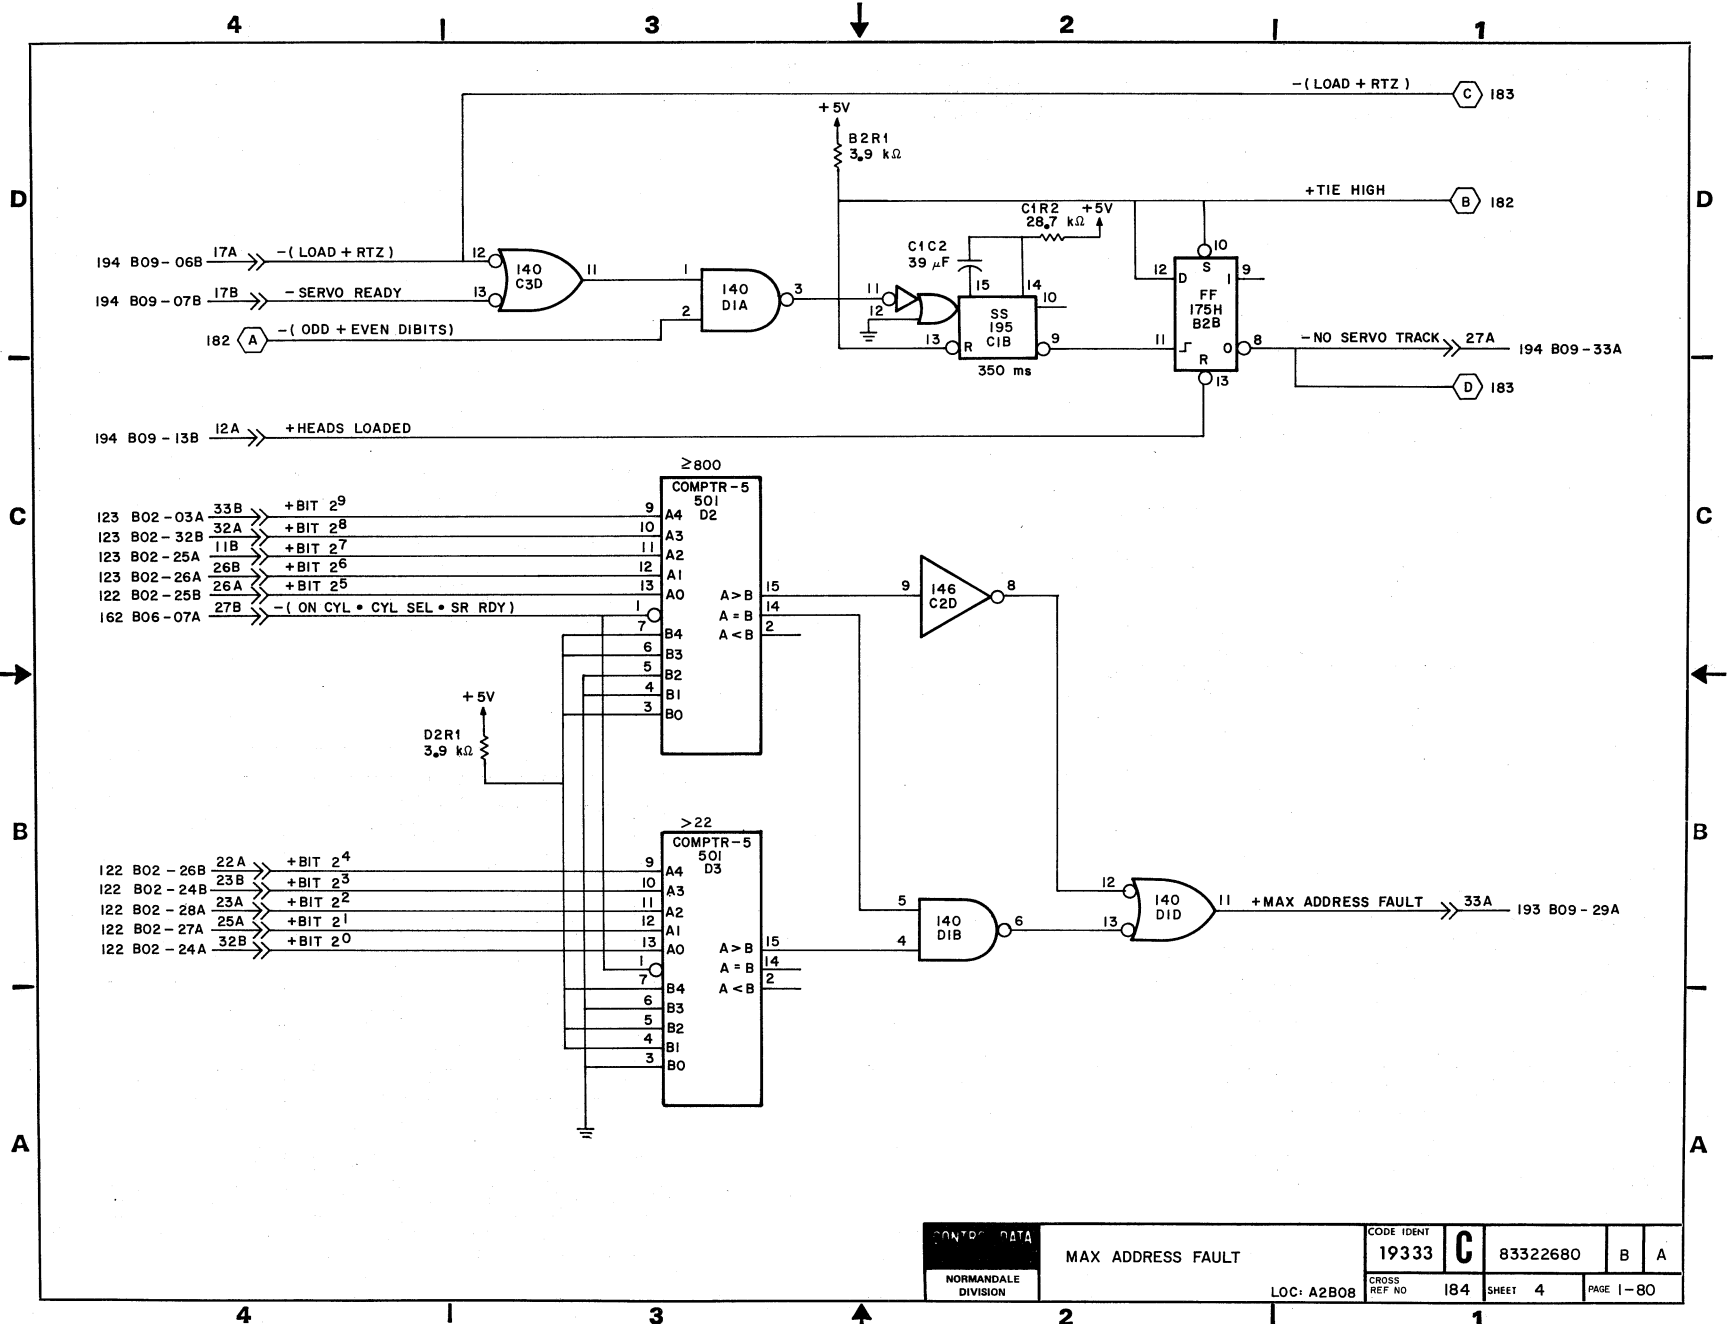 4 3 2 1
-(LOAD + RTZ) C 183
+5V
B2R1
3.9 kΩ
D D
+TIE HIGH B 182
C1R2 +5V
28.7 kΩ
C1C2
39 µF
194 B09-06B 17A -(LOAD + RTZ) 12
140
C3D
11 1
194 B09-07B 17B -SERVO READY 13
140
D1A
3 2
182 A -(ODD + EVEN DIBITS)
11 12 15 14 10
SS
195
C1B
13 R 9
350 ms
10 S
12 D 1 9
FF
175H
B2B
11 0 8
R 13
-NO SERVO TRACK 27A 194 B09-33A
D 183
194 B09-13B 12A +HEADS LOADED
≥800
COMPTR-5
501
D2
C C
123 B02-03A 33B +BIT 2⁹ 9 A4
123 B02-32B 32A +BIT 2⁸ 10 A3
123 B02-25A 11B +BIT 2⁷ 11 A2
123 B02-26A 26B +BIT 2⁶ 12 A1
122 B02-25B 26A +BIT 2⁵ 13 A0 A>B 15
162 B06-07A 27B -(ON CYL • CYL SEL • SR RDY) 1 A=B 14
7 B4 A<B 2
6 B3
5 B2
4 B1
3 B0
9
146
C2D
8
+5V
D2R1
3.9 kΩ
B B
>22
COMPTR-5
501
D3
122 B02-26B 22A +BIT 2⁴ 9 A4
122 B02-24B 23B +BIT 2³ 10 A3
122 B02-28A 23A +BIT 2² 11 A2
122 B02-27A 25A +BIT 2¹ 12 A1
122 B02-24A 32B +BIT 2⁰ 13 A0 A>B 15
1 A=B 14
7 B4 A<B 2
6 B3
5 B2
4 B1
3 B0
5
140
D1B
4 6
12
140
D1D
13 11
+MAX ADDRESS FAULT 33A 193 B09-29A
A A
CONTROL DATA
NORMANDALE
DIVISION
MAX ADDRESS FAULT
LOC: A2B08
CODE IDENT
19333 C 83322680 B A
CROSS
REF NO 184 SHEET 4 PAGE 1-80
4 3 2 1